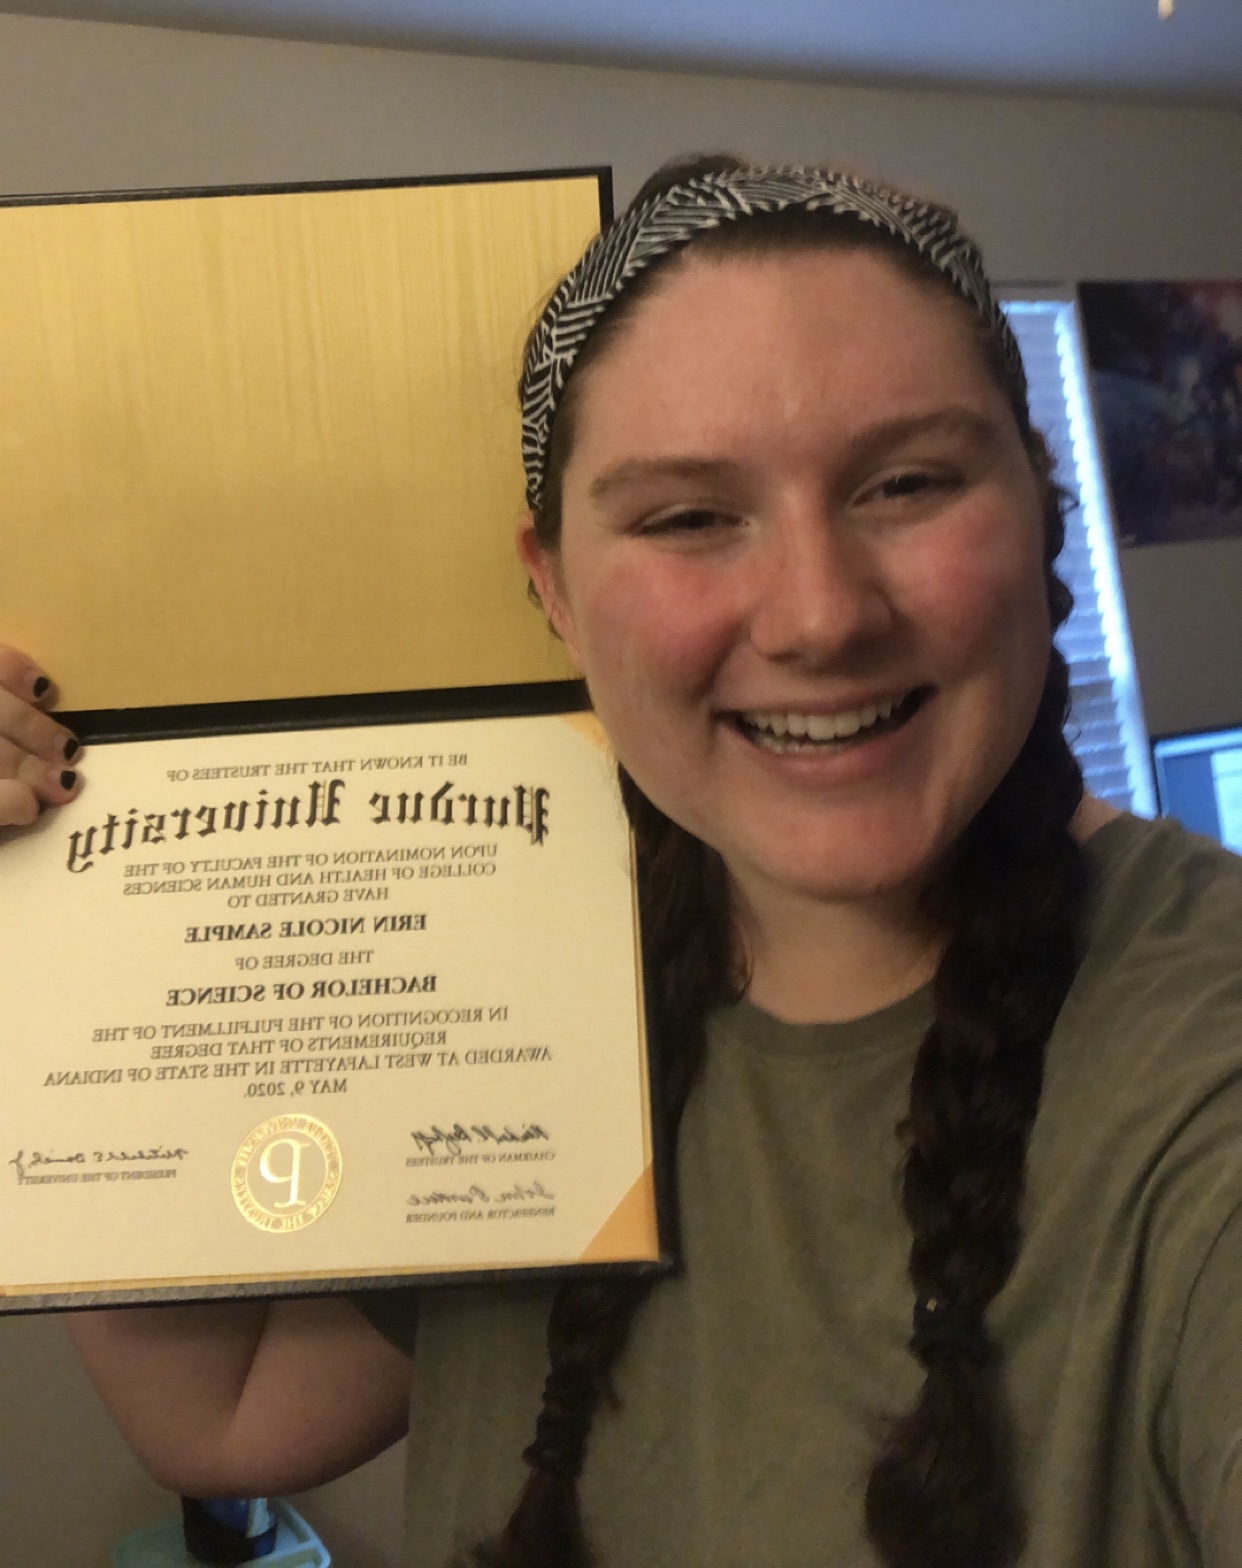 BE IT KNOWN THAT THE TRUSTEES OF
Purdue University
UPON NOMINATION OF THE FACULTY OF THE
COLLEGE OF HEALTH AND HUMAN SCIENCES
HAVE GRANTED TO
ERIN NICOLE SAMPLE
THE DEGREE OF
BACHELOR OF SCIENCE
IN RECOGNITION OF THE FULFILLMENT OF THE
REQUIREMENTS OF THAT DEGREE
AWARDED AT WEST LAFAYETTE IN THE STATE OF INDIANA
MAY 9, 2020.
CHAIRMAN OF THE TRUSTEES
John Purdue
BENEFACTOR AND FOUNDER
P
PRESIDENT OF THE UNIVERSITY